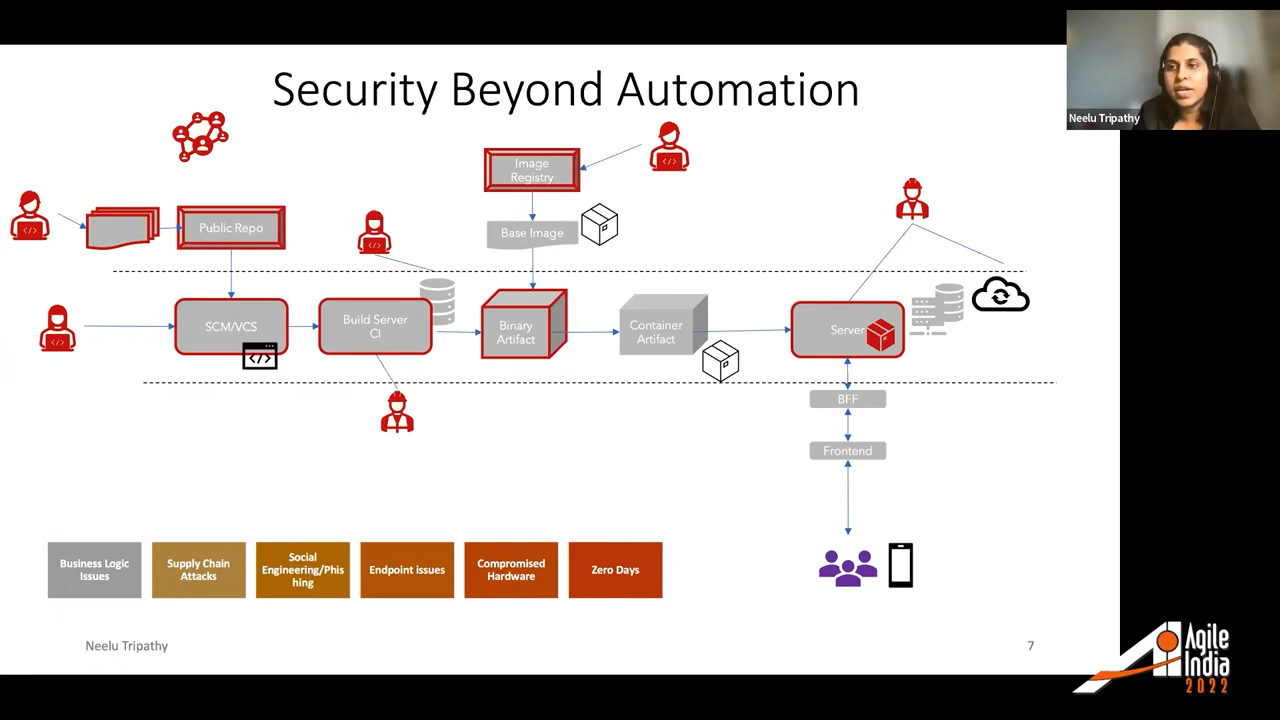 Security Beyond Automation
Neelu Tripathy
Image
Registry
Public Repo
Base Image
SCM/VCS
</>
Build Server
CI
Binary
Artifact
Container
Artifact
Server
BFF
Frontend
Business Logic
Issues
Supply Chain
Attacks
Social
Engineering/Phis
hing
Endpoint issues
Compromised
Hardware
Zero Days
Neelu Tripathy
7
Agile
India
2022